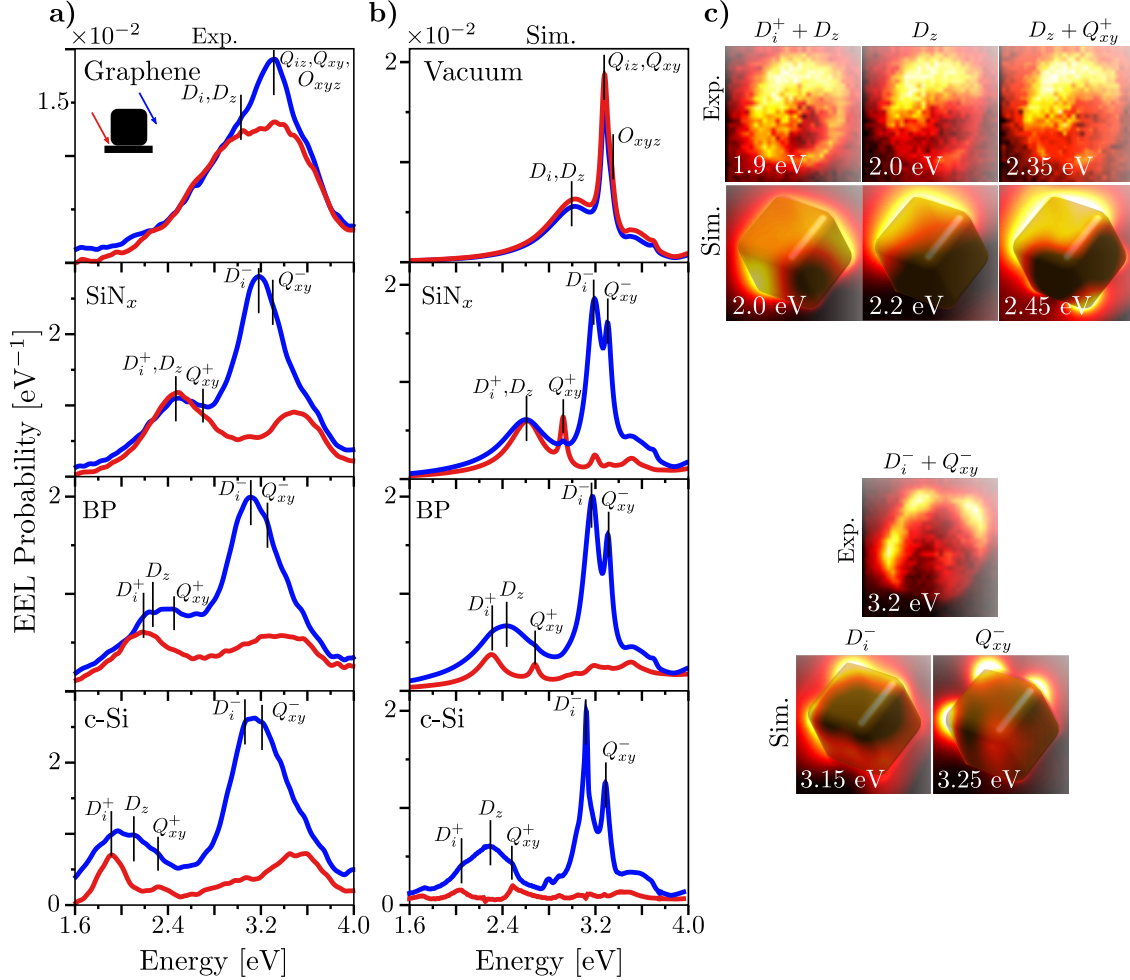 a)
×10⁻²
Exp.
Graphene
1.5
D_i,D_z
Q_iz,Q_xy,
O_xyz
SiN_x
2
D_i⁺,D_z
Q_xy⁺
D_i⁻
Q_xy⁻
BP
2
D_i⁺
D_z
Q_xy⁺
D_i⁻
Q_xy⁻
c-Si
2
0
D_i⁺
D_z
Q_xy⁺
D_i⁻
Q_xy⁻
1.6
2.4
3.2
4.0
Energy [eV]
EEL Probability [eV⁻¹]
b)
×10⁻²
Sim.
Vacuum
2
D_i,D_z
Q_iz,Q_xy
O_xyz
SiN_x
2
D_i⁺,D_z
Q_xy⁺
D_i⁻
Q_xy⁻
BP
2
D_i⁺
D_z
Q_xy⁺
D_i⁻
Q_xy⁻
c-Si
2
0
D_i⁺
D_z
Q_xy⁺
D_i⁻
Q_xy⁻
1.6
2.4
3.2
4.0
Energy [eV]
c)
D_i⁺ + D_z
D_z
D_z + Q_xy⁺
Exp.
1.9 eV
2.0 eV
2.35 eV
Sim.
2.0 eV
2.2 eV
2.45 eV
D_i⁻ + Q_xy⁻
Exp.
3.2 eV
D_i⁻
Q_xy⁻
Sim.
3.15 eV
3.25 eV